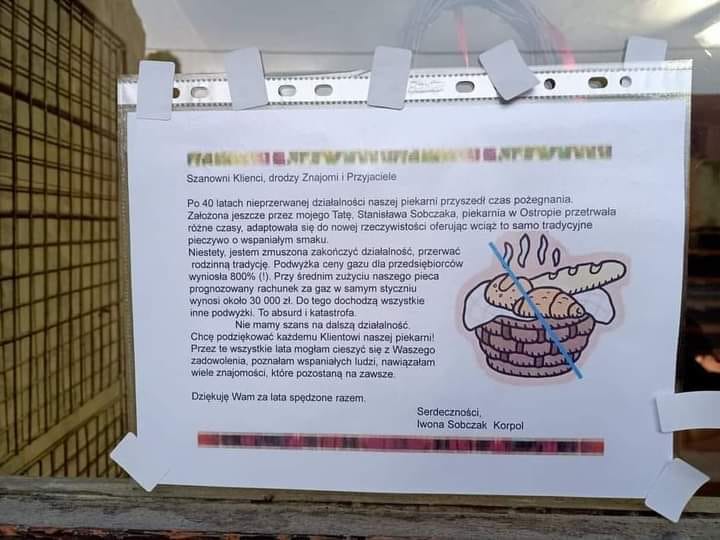 Szanowni Klienci, drodzy Znajomi i Przyjaciele
Po 40 latach nieprzerwanej działalności naszej piekarni przyszedł czas pożegnania.
Założona jeszcze przez mojego Tatę, Stanisława Sobczaka, piekarnia w Ostropie przetrwała
różne czasy, adaptowała się do nowej rzeczywistości oferując wciąż to samo tradycyjne
pieczywo o wspaniałym smaku.
Niestety, jestem zmuszona zakończyć działalność, przerwać
rodzinną tradycję. Podwyżka ceny gazu dla przedsiębiorców
wyniosła 800% (!). Przy średnim zużyciu naszego pieca
prognozowany rachunek za gaz w samym styczniu
wynosi około 30 000 zł. Do tego dochodzą wszystkie
inne podwyżki. To absurd i katastrofa.
Nie mamy szans na dalszą działalność.
Chcę podziękować każdemu Klientowi naszej piekarni!
Przez te wszystkie lata mogłam cieszyć się z Waszego
zadowolenia, poznałam wspaniałych ludzi, nawiązałam
wiele znajomości, które pozostaną na zawsze.
Dziękuję Wam za lata spędzone razem.
Serdeczności,
Iwona Sobczak Korpol